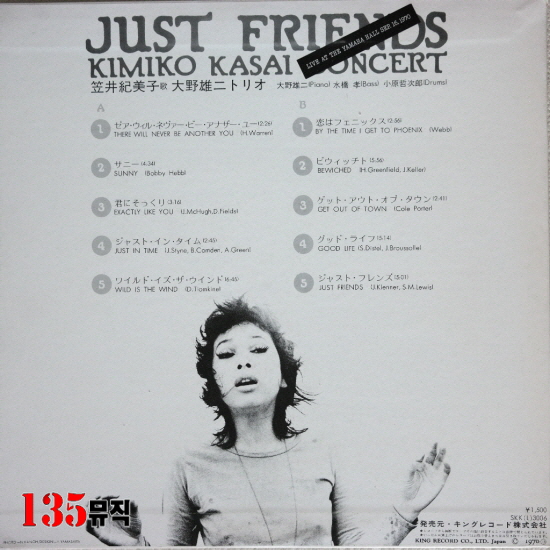 JUST FRIENDS
LIVE AT THE YAMAHA HALL SEP. 16, 1970
KIMIKO KASAI CONCERT
笠井紀美子歌 大野雄二トリオ 大野雄二(Piano) 水橋 孝(Bass) 小原哲次郎(Drums)
A
1 ゼア・ウィル・ネヴァー・ビー・アナザー・ユー(2:26)
THERE WILL NEVER BE ANOTHER YOU (H.Warren)
2 サニー(4:34)
SUNNY (Bobby Hebb)
3 君にそっくり(3:16)
EXACTLY LIKE YOU (J.McHugh, D.Fields)
4 ジャスト・イン・タイム(2:45)
JUST IN TIME (J.Styne, B.Comden, A.Green)
5 ワイルド・イズ・ザ・ウインド(6:45)
WILD IS THE WIND (D.Tiomskine)
B
1 恋はフェニックス(3:56)
BY THE TIME I GET TO PHOENIX (Webb)
2 ビウィッチト(5:56)
BEWICHED (H.Greenfield, J.Keller)
3 ゲット・アウト・オブ・タウン(2:41)
GET OUT OF TOWN (Cole Porter)
4 グッド・ライフ(5:14)
GOOD LIFE (S.Distel, J.Broussolle)
5 ジャスト・フレンズ(5:01)
JUST FRIENDS (J.Klenner, S-M.Lewis)
135뮤직
¥1,500
SKK(L)3006
発売元・キングレコード株式会社
KING RECORD CO., LTD. Japan Ⓟ 1970